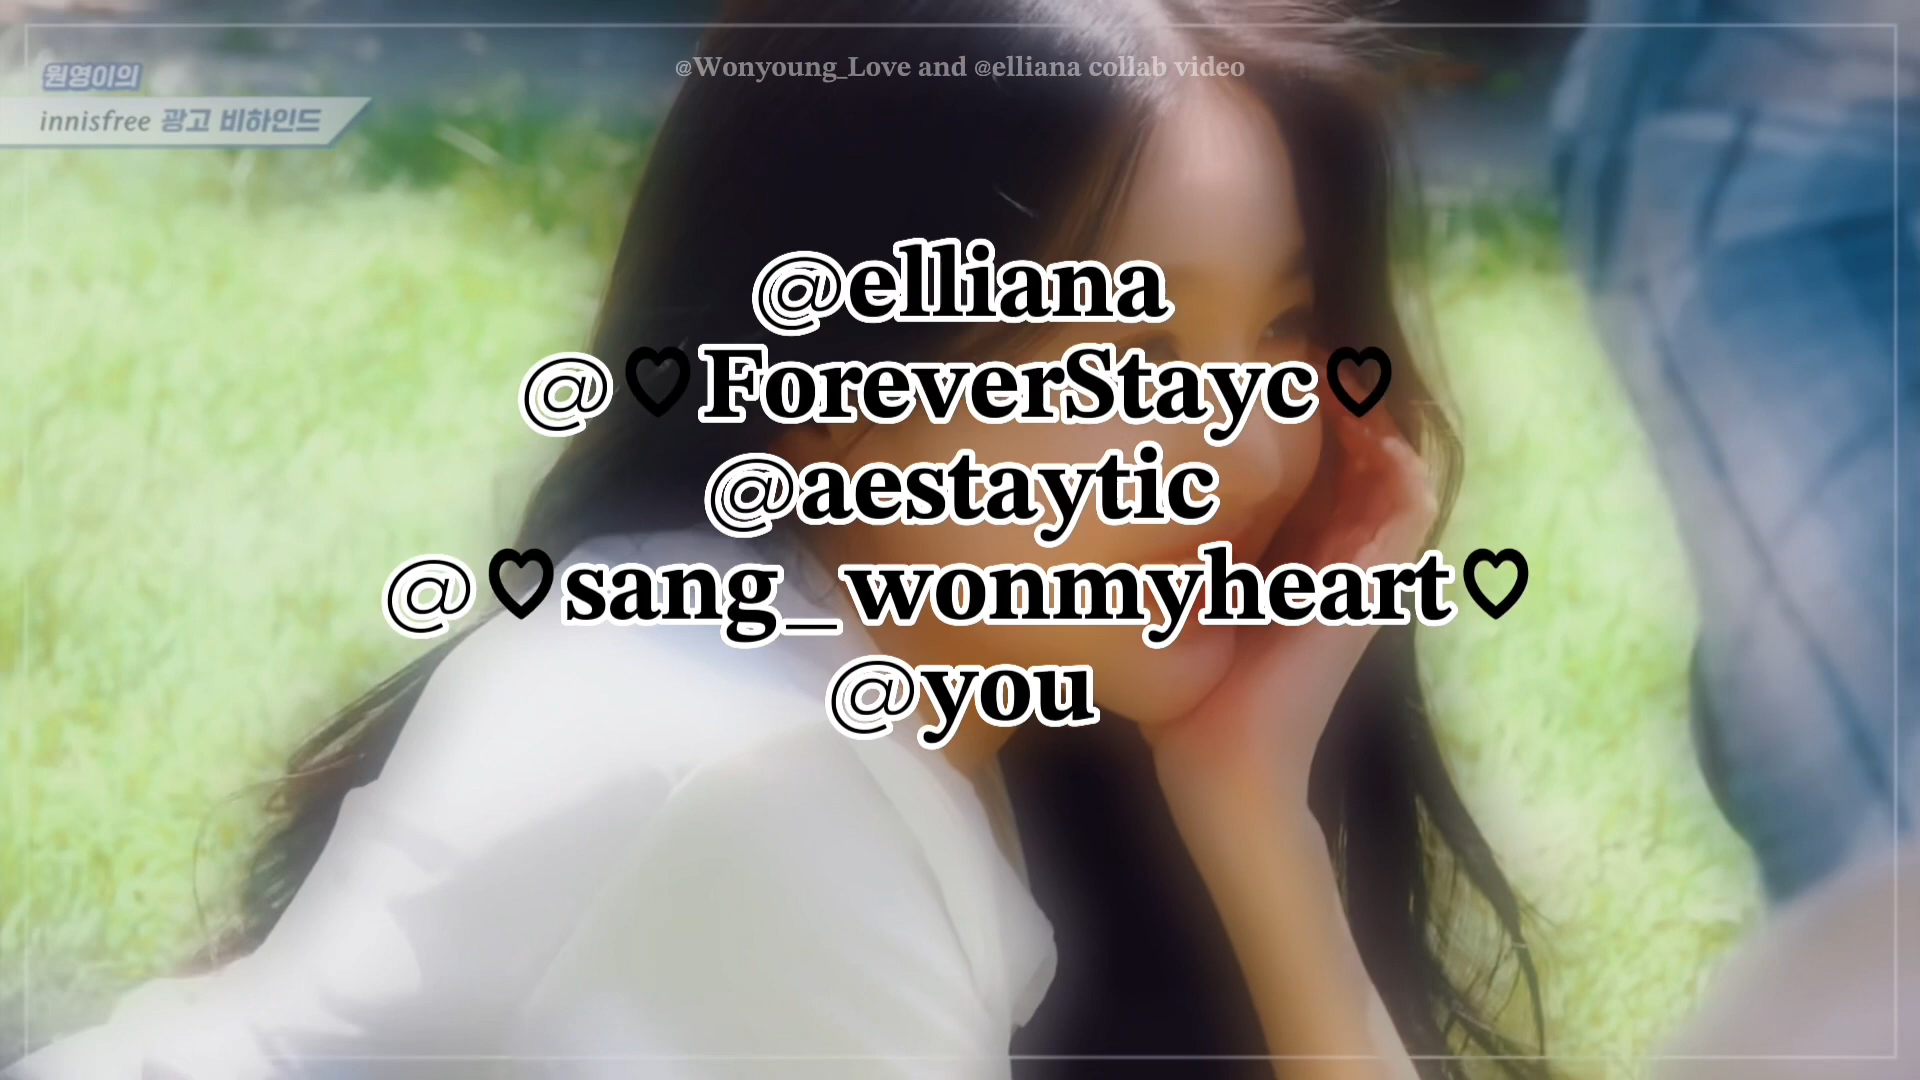 @Wonyoung_Love and @elliana collab video
원영이의
innisfree 광고 비하인드
@elliana
@♡ForeverStayc♡
@aestaytic
@♡sang_wonmyheart♡
@you